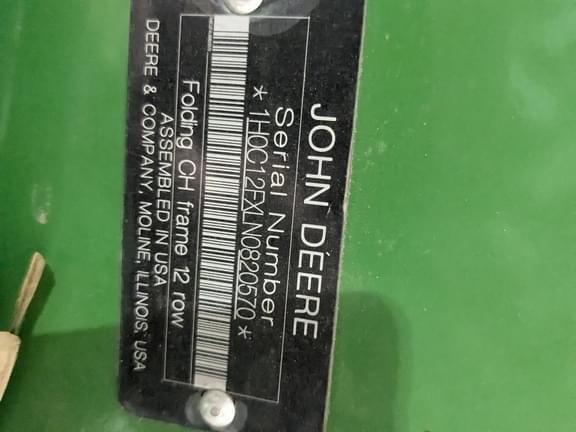 JOHN DEERE
Serial Number
*1H0C12FXLN0820570*
Folding CH frame 12 row
ASSEMBLED IN USA
DEERE & COMPANY, MOLINE, ILLINOIS, USA